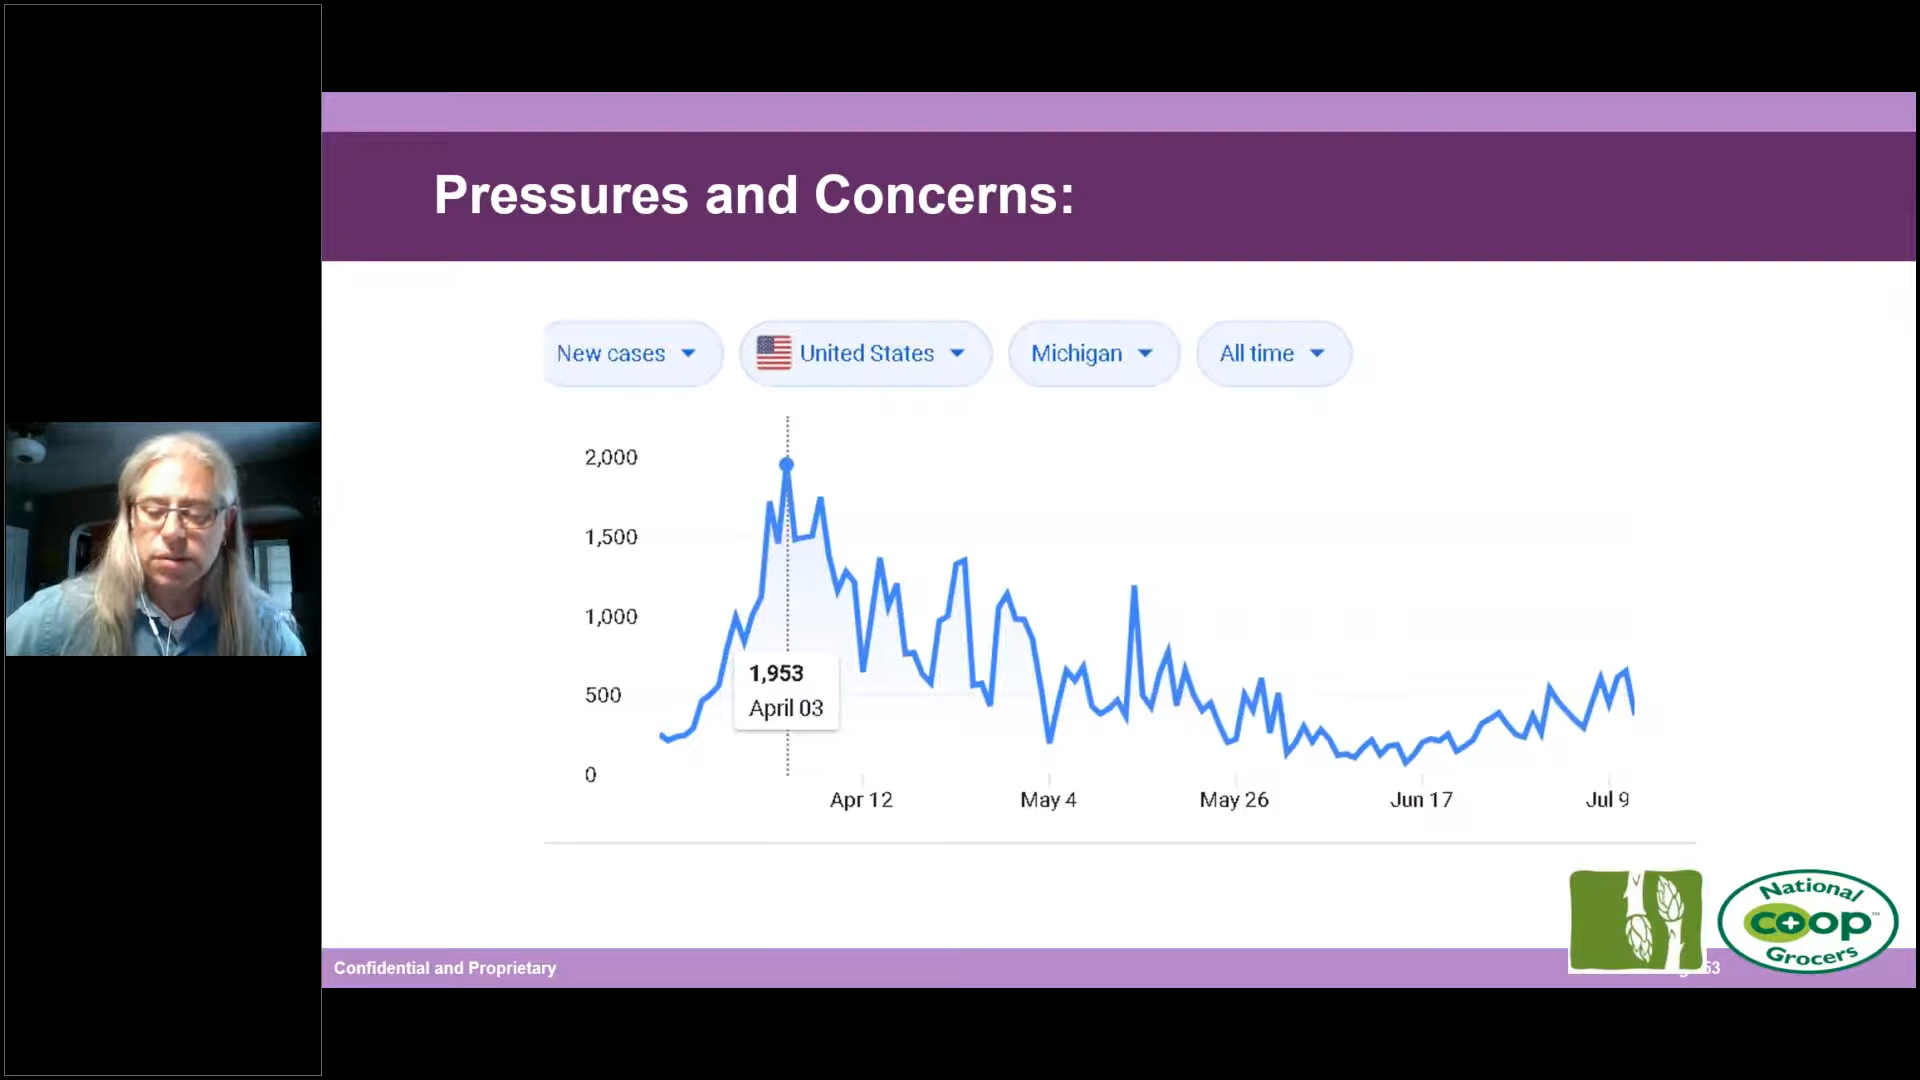 Pressures and Concerns:
New cases
United States
Michigan
All time
2,000
1,500
1,000
500
0
1,953
April 03
Apr 12
May 4
May 26
Jun 17
Jul 9
National
co+op™
Grocers
Confidential and Proprietary
53